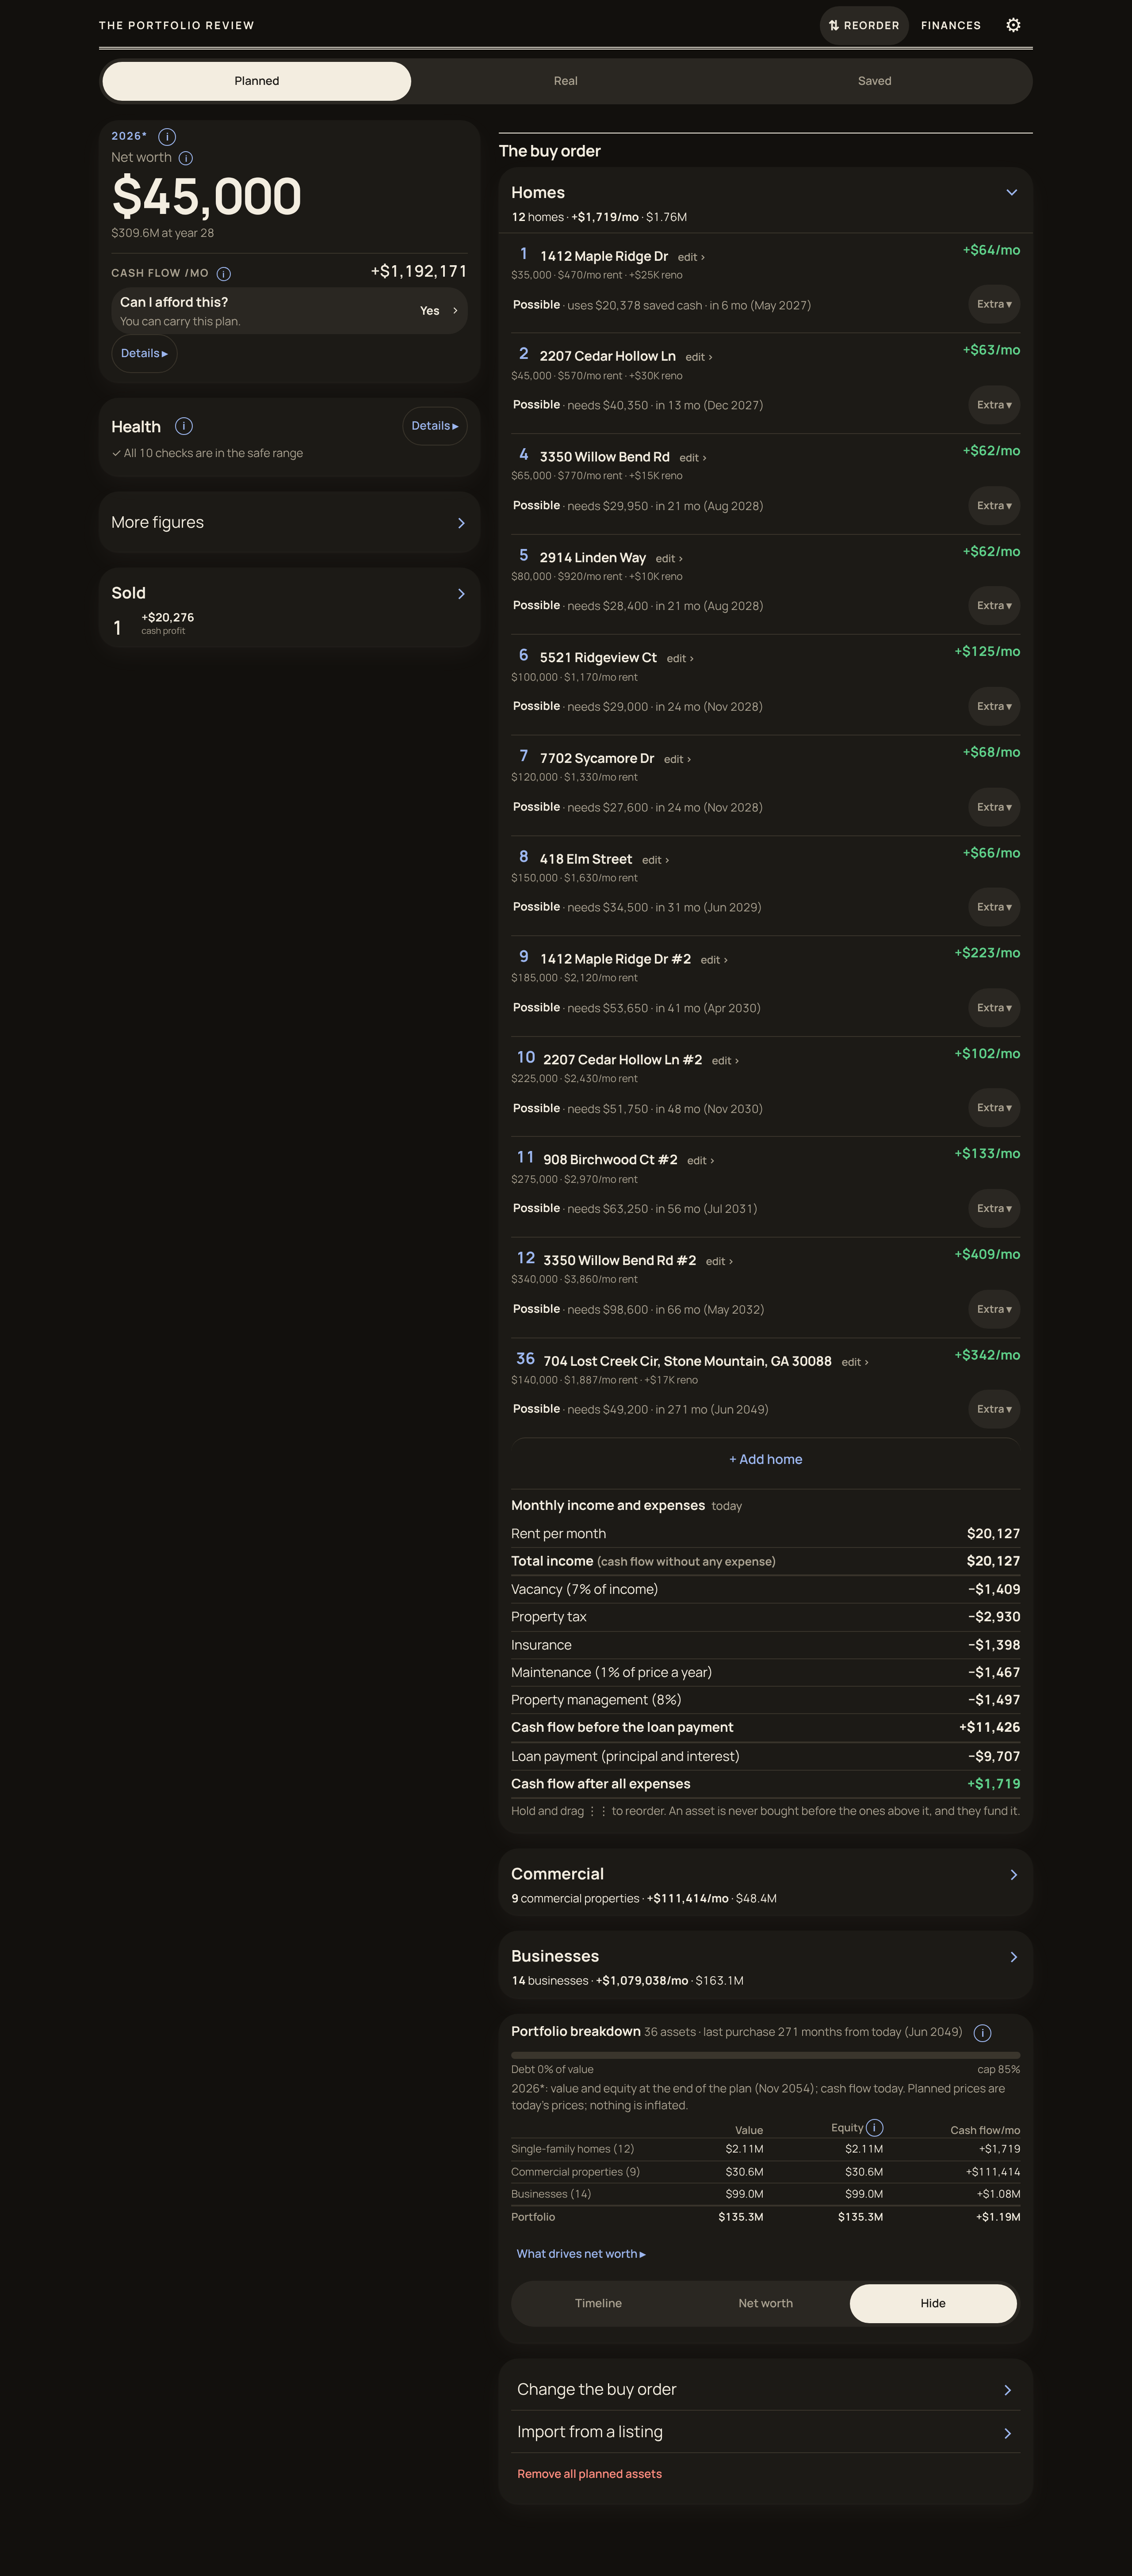 THE PORTFOLIO REVIEW
⇅ REORDER FINANCES ⚙
Planned Real Saved
2026* i
Net worth i
$45,000
$309.6M at year 28
CASH FLOW /MO i +$1,192,171
Can I afford this?
You can carry this plan.
Yes ›
Details ▸
Health i Details ▸
✓ All 10 checks are in the safe range
More figures
Sold
1 +$20,276
cash profit
The buy order
Homes
12 homes · +$1,719/mo · $1.76M
1 1412 Maple Ridge Dr edit › +$64/mo
$35,000 · $470/mo rent · +$25K reno
Possible · uses $20,378 saved cash · in 6 mo (May 2027) Extra ▾
2 2207 Cedar Hollow Ln edit › +$63/mo
$45,000 · $570/mo rent · +$30K reno
Possible · needs $40,350 · in 13 mo (Dec 2027) Extra ▾
4 3350 Willow Bend Rd edit › +$62/mo
$65,000 · $770/mo rent · +$15K reno
Possible · needs $29,950 · in 21 mo (Aug 2028) Extra ▾
5 2914 Linden Way edit › +$62/mo
$80,000 · $920/mo rent · +$10K reno
Possible · needs $28,400 · in 21 mo (Aug 2028) Extra ▾
6 5521 Ridgeview Ct edit › +$125/mo
$100,000 · $1,170/mo rent
Possible · needs $29,000 · in 24 mo (Nov 2028) Extra ▾
7 7702 Sycamore Dr edit › +$68/mo
$120,000 · $1,330/mo rent
Possible · needs $27,600 · in 24 mo (Nov 2028) Extra ▾
8 418 Elm Street edit › +$66/mo
$150,000 · $1,630/mo rent
Possible · needs $34,500 · in 31 mo (Jun 2029) Extra ▾
9 1412 Maple Ridge Dr #2 edit › +$223/mo
$185,000 · $2,120/mo rent
Possible · needs $53,650 · in 41 mo (Apr 2030) Extra ▾
10 2207 Cedar Hollow Ln #2 edit › +$102/mo
$225,000 · $2,430/mo rent
Possible · needs $51,750 · in 48 mo (Nov 2030) Extra ▾
11 908 Birchwood Ct #2 edit › +$133/mo
$275,000 · $2,970/mo rent
Possible · needs $63,250 · in 56 mo (Jul 2031) Extra ▾
12 3350 Willow Bend Rd #2 edit › +$409/mo
$340,000 · $3,860/mo rent
Possible · needs $98,600 · in 66 mo (May 2032) Extra ▾
36 704 Lost Creek Cir, Stone Mountain, GA 30088 edit › +$342/mo
$140,000 · $1,887/mo rent · +$17K reno
Possible · needs $49,200 · in 271 mo (Jun 2049) Extra ▾
+ Add home
Monthly income and expenses today
Rent per month $20,127
Total income (cash flow without any expense) $20,127
Vacancy (7% of income) −$1,409
Property tax −$2,930
Insurance −$1,398
Maintenance (1% of price a year) −$1,467
Property management (8%) −$1,497
Cash flow before the loan payment +$11,426
Loan payment (principal and interest) −$9,707
Cash flow after all expenses +$1,719
Hold and drag ⋮⋮ to reorder. An asset is never bought before the ones above it, and they fund it.
Commercial
9 commercial properties · +$111,414/mo · $48.4M
Businesses
14 businesses · +$1,079,038/mo · $163.1M
Portfolio breakdown 36 assets · last purchase 271 months from today (Jun 2049) i
Debt 0% of value cap 85%
2026*: value and equity at the end of the plan (Nov 2054); cash flow today. Planned prices are
today's prices; nothing is inflated.
Value Equity i Cash flow/mo
Single-family homes (12) $2.11M $2.11M +$1,719
Commercial properties (9) $30.6M $30.6M +$111,414
Businesses (14) $99.0M $99.0M +$1.08M
Portfolio $135.3M $135.3M +$1.19M
What drives net worth ▸
Timeline Net worth Hide
Change the buy order
Import from a listing
Remove all planned assets